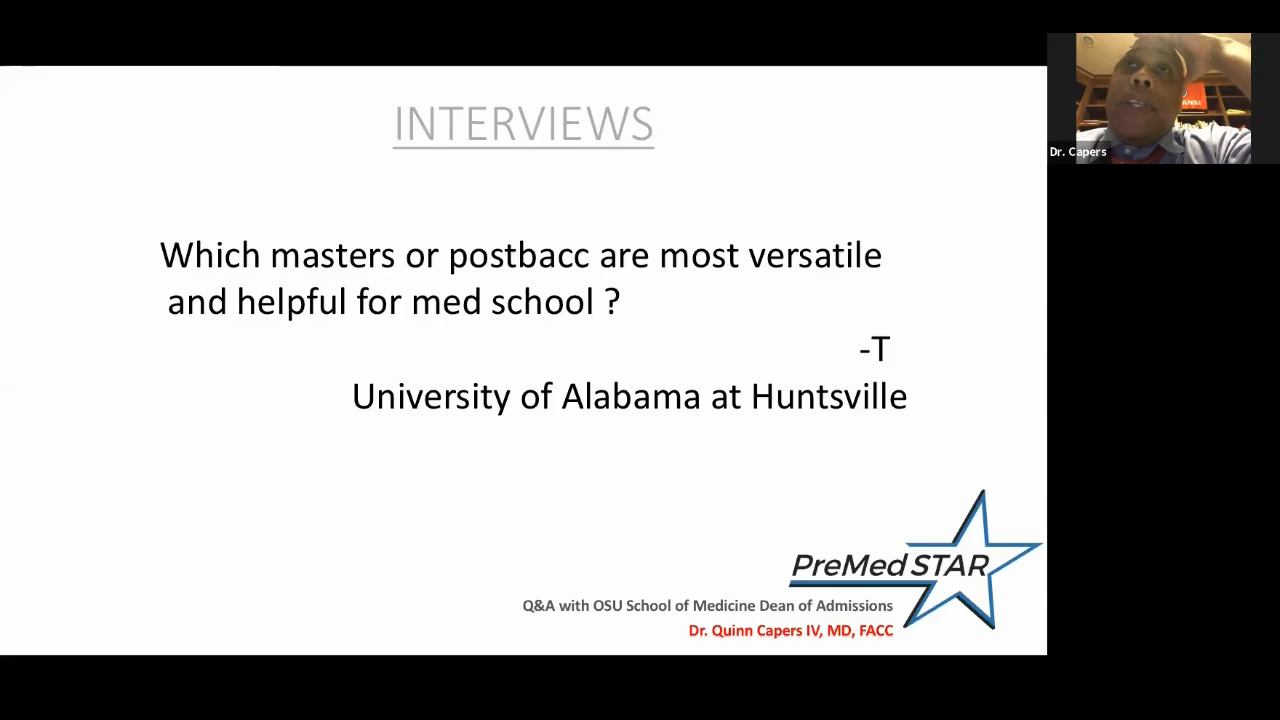 INTERVIEWS
Which masters or postbacc are most versatile
and helpful for med school ?
-T
University of Alabama at Huntsville
PreMed STAR
Q&A with OSU School of Medicine Dean of Admissions
Dr. Quinn Capers IV, MD, FACC
Dr. Capers